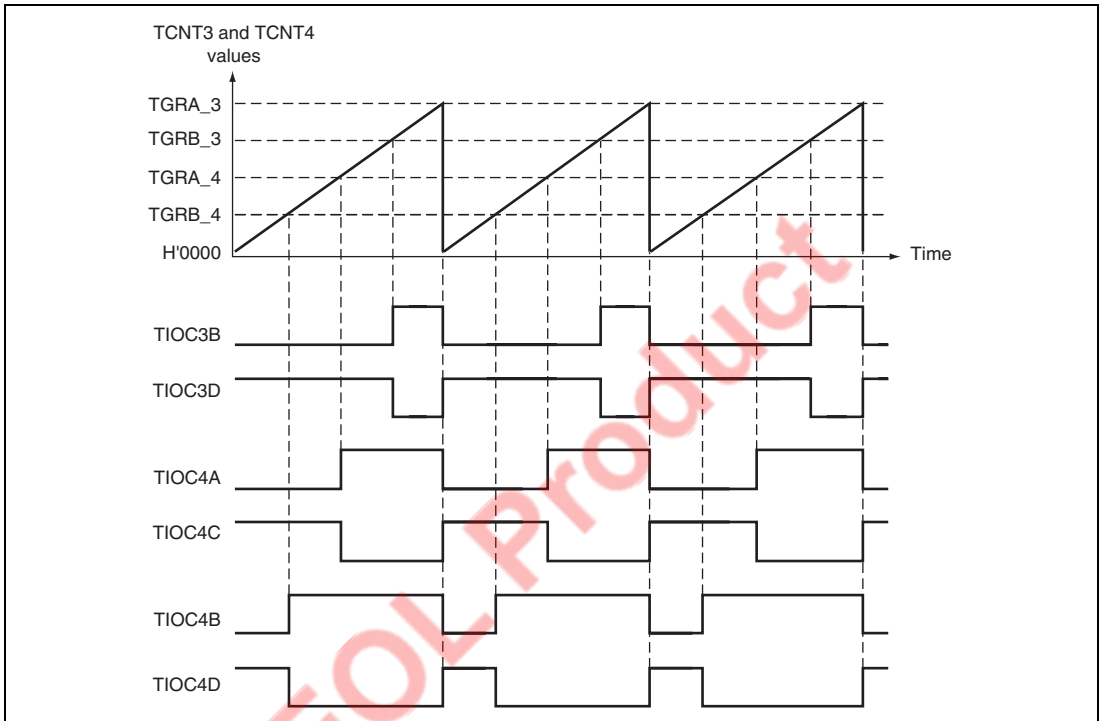 TCNT3 and TCNT4
values
TGRA_3
TGRB_3
TGRA_4
TGRB_4
H'0000
Time
TIOC3B
TIOC3D
TIOC4A
TIOC4C
TIOC4B
TIOC4D
EOL Product